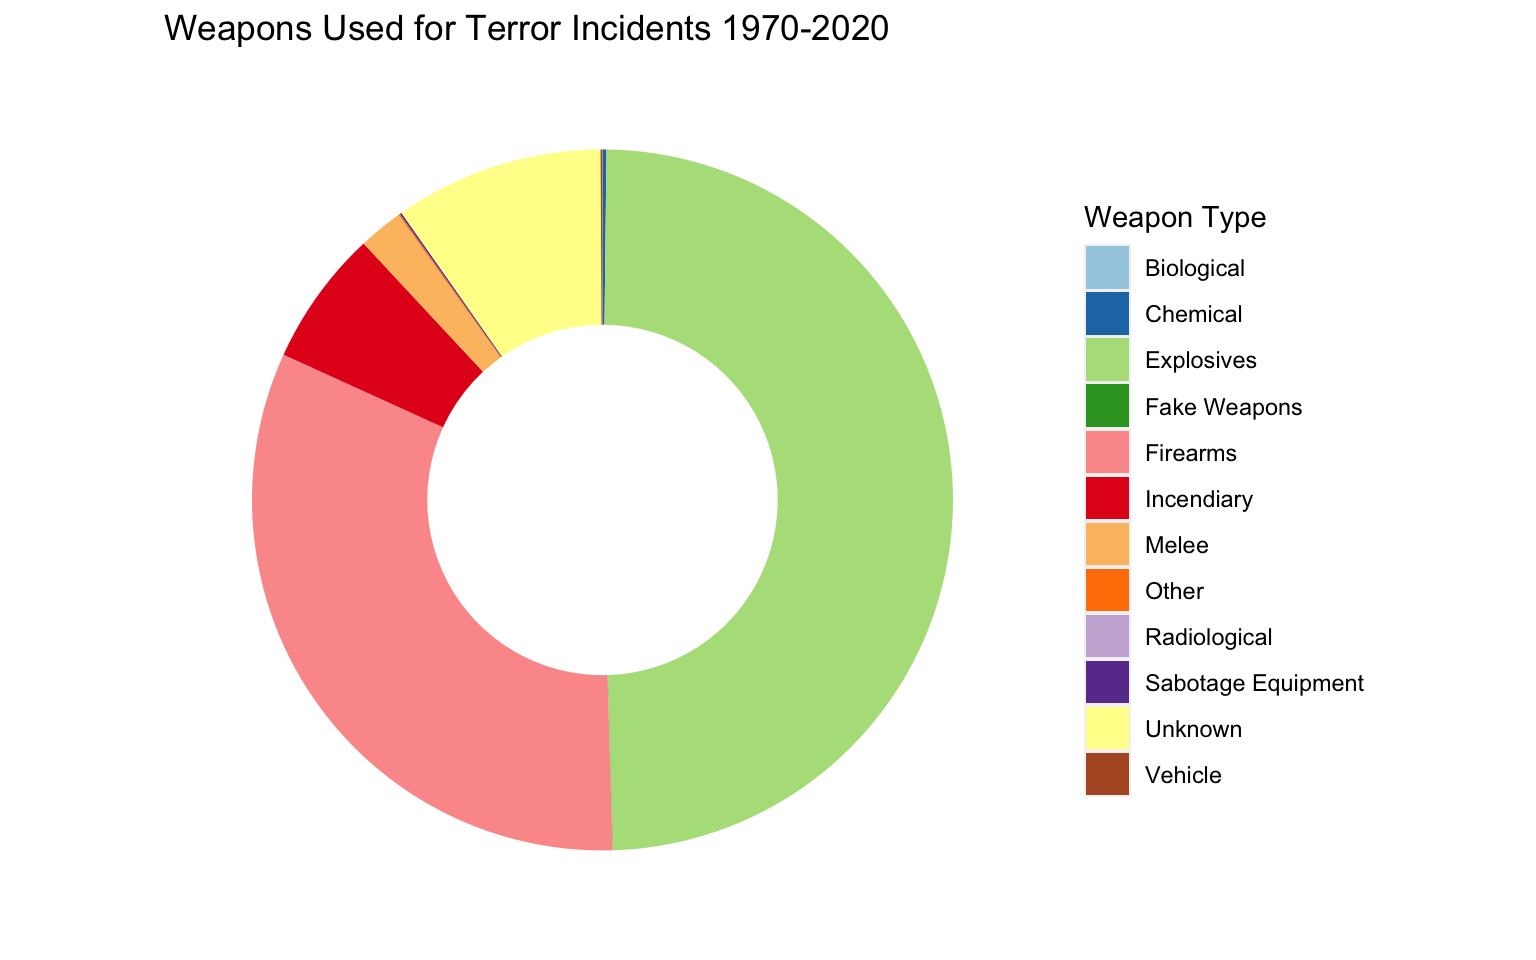 Weapons Used for Terror Incidents 1970-2020
Weapon Type
Biological
Chemical
Explosives
Fake Weapons
Firearms
Incendiary
Melee
Other
Radiological
Sabotage Equipment
Unknown
Vehicle